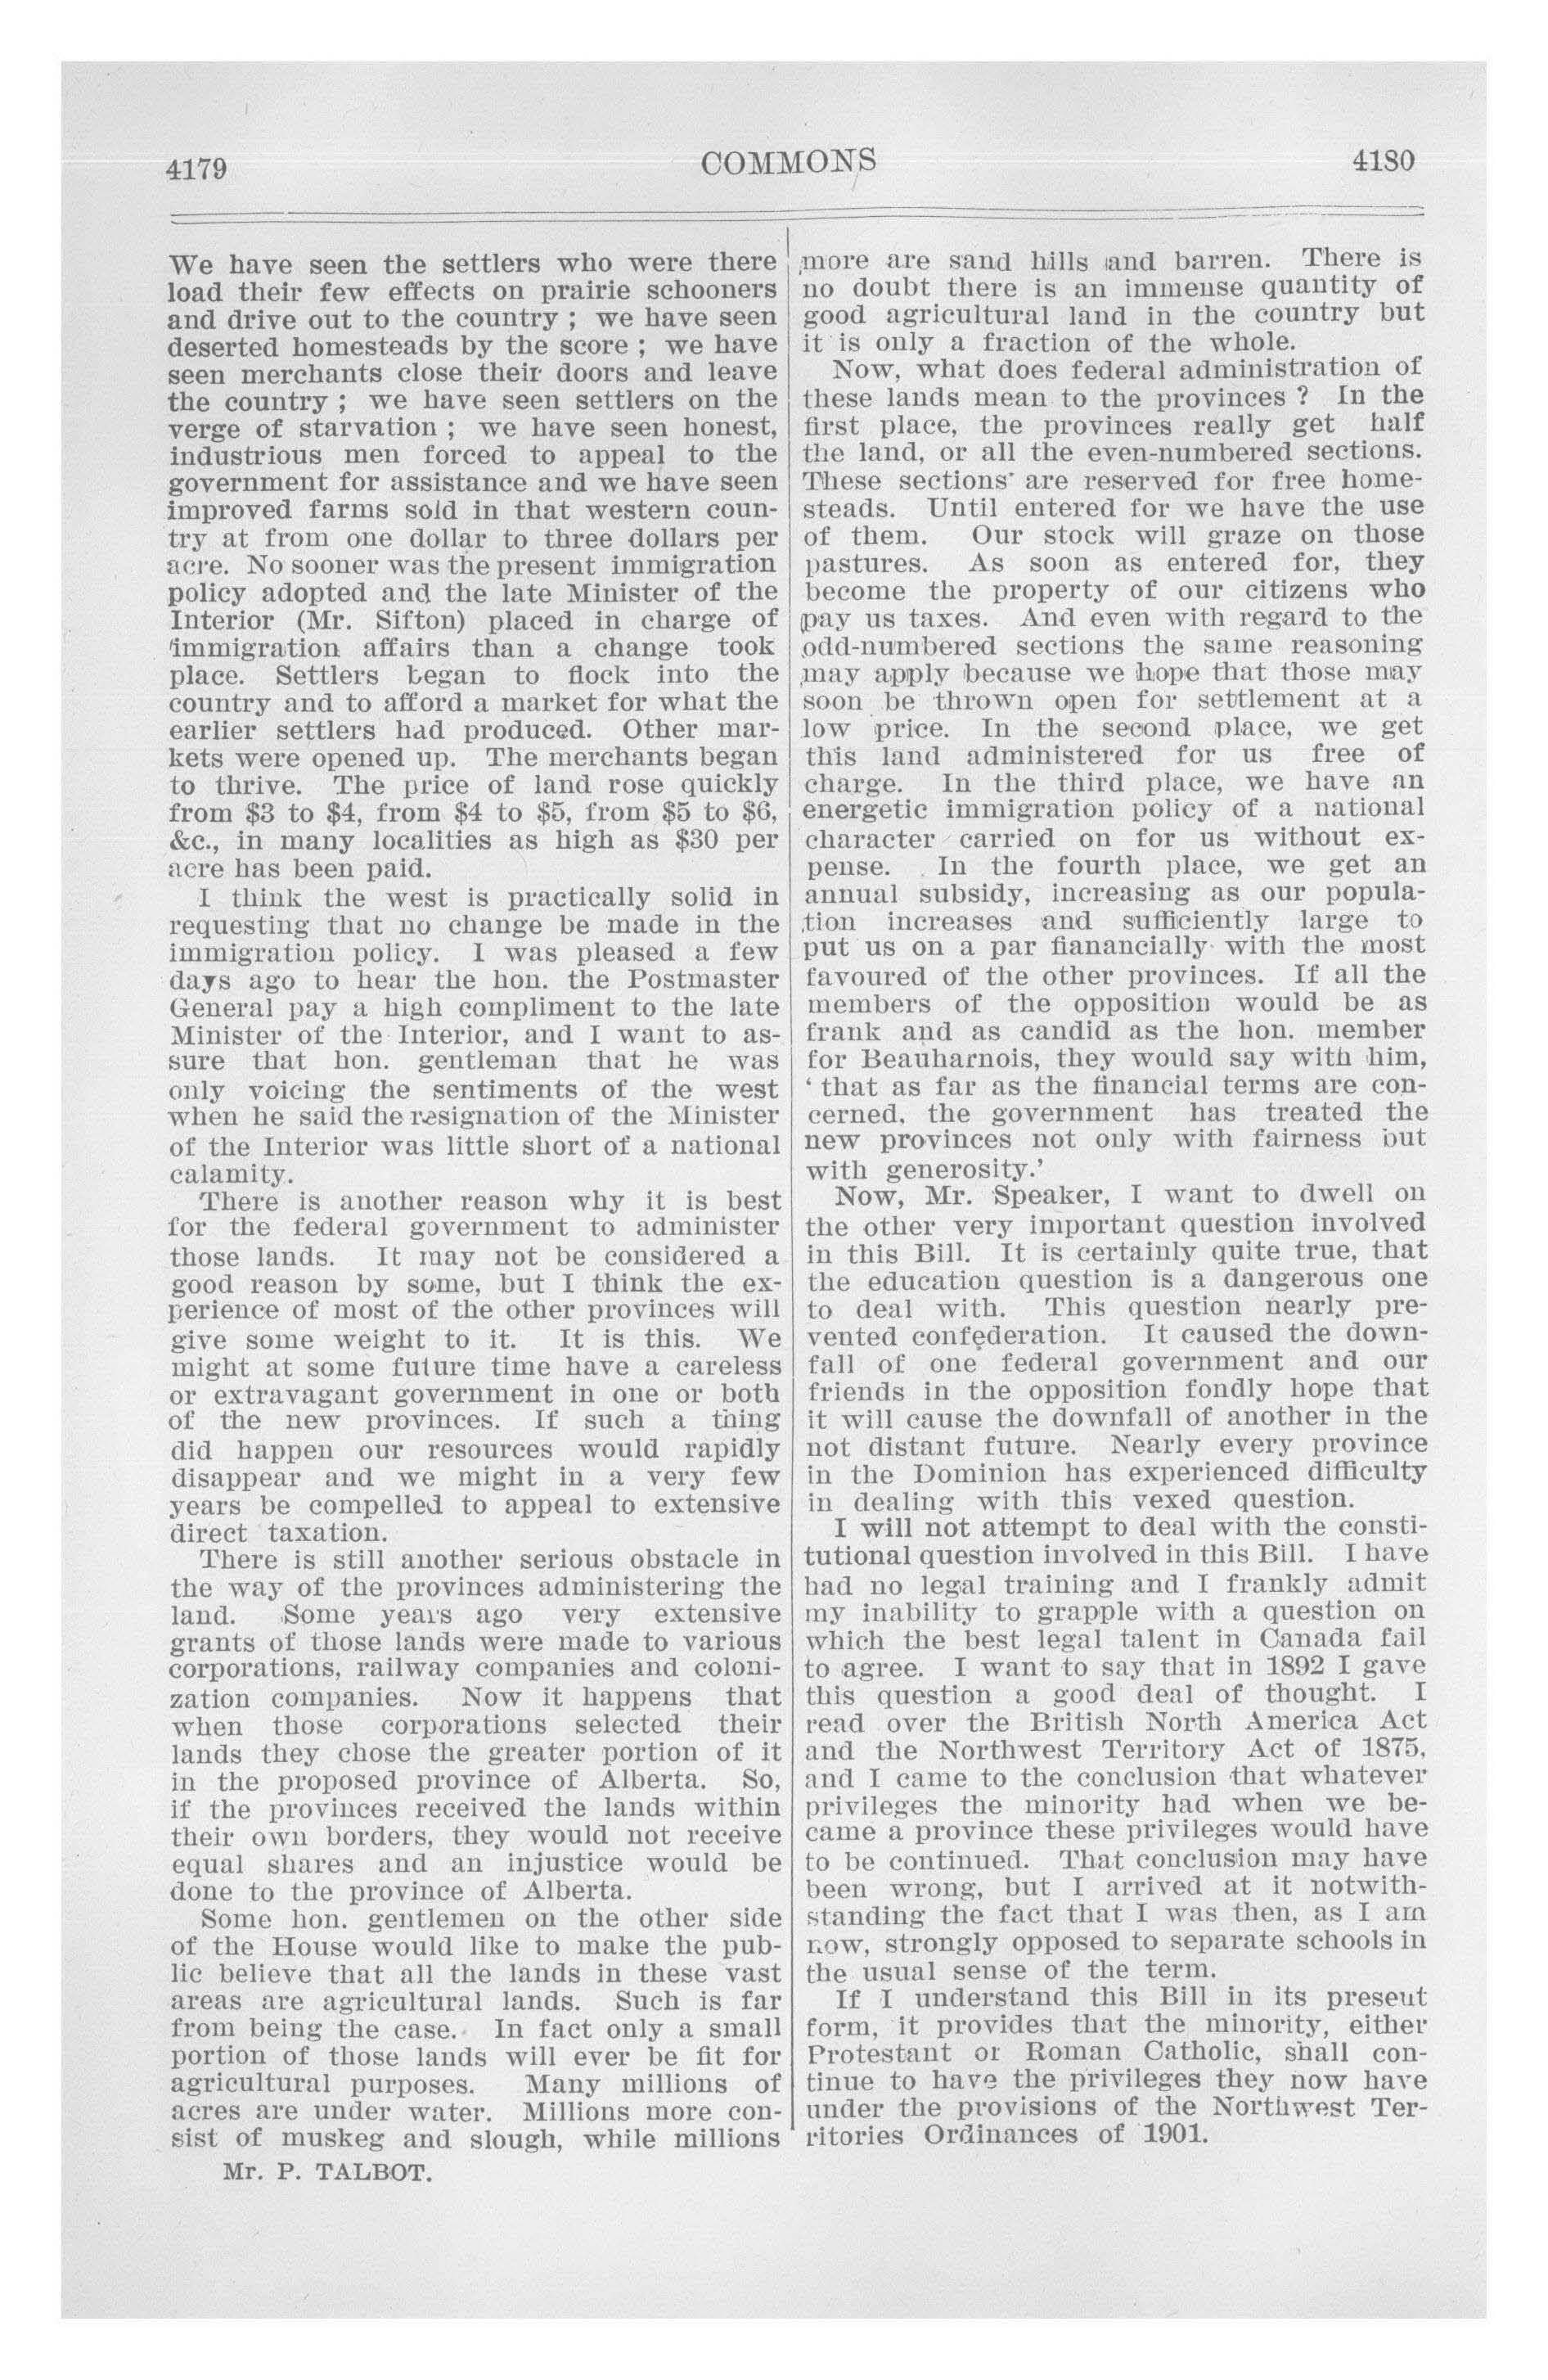 4179
COMMONS
4180
We have seen the settlers who were there
load their few effects on prairie schooners
and drive out to the country ; we have seen
deserted homesteads by the score ; we have
seen merchants close their doors and leave
the country ; we have seen settlers on the
verge of starvation ; we have seen honest,
industrious men forced to appeal to the
government for assistance and we have seen
improved farms sold in that western coun-
try at from one dollar to three dollars per
acre. No sooner was the present immigration
policy adopted and the late Minister of the
Interior (Mr. Sifton) placed in charge of
immigration affairs than a change took
place. Settlers began to flock into the
country and to afford a market for what the
earlier settlers had produced. Other mar-
kets were opened up. The merchants began
to thrive. The price of land rose quickly
from $3 to $4, from $4 to $5, from $5 to $6,
&c., in many localities as high as $30 per
acre has been paid.
I think the west is practically solid in
requesting that no change be made in the
immigration policy. I was pleased a few
days ago to hear the hon. the Postmaster
General pay a high compliment to the late
Minister of the Interior, and I want to as-
sure that hon. gentleman that he was
only voicing the sentiments of the west
when he said the resignation of the Minister
of the Interior was little short of a national
calamity.
There is another reason why it is best
for the federal government to administer
those lands. It may not be considered a
good reason by some, but I think the ex-
perience of most of the other provinces will
give some weight to it. It is this. We
might at some future time have a careless
or extravagant government in one or both
of the new provinces. If such a thing
did happen our resources would rapidly
disappear and we might in a very few
years be compelled to appeal to extensive
direct taxation.
There is still another serious obstacle in
the way of the provinces administering the
land. Some years ago very extensive
grants of those lands were made to various
corporations, railway companies and coloni-
zation companies. Now it happens that
when those corporations selected their
lands they chose the greater portion of it
in the proposed province of Alberta. So,
if the provinces received the lands within
their own borders, they would not receive
equal shares and an injustice would be
done to the province of Alberta.
Some hon. gentlemen on the other side
of the House would like to make the pub-
lic believe that all the lands in these vast
areas are agricultural lands. Such is far
from being the case. In fact only a small
portion of those lands will ever be fit for
agricultural purposes. Many millions of
acres are under water. Millions more con-
sist of muskeg and slough, while millions
Mr. P. TALBOT.
more are sand hills and barren. There is
no doubt there is an immense quantity of
good agricultural land in the country but
it is only a fraction of the whole.
Now, what does federal administration of
these lands mean to the provinces ? In the
first place, the provinces really get half
the land, or all the even-numbered sections.
These sections are reserved for free home-
steads. Until entered for we have the use
of them. Our stock will graze on those
pastures. As soon as entered for, they
become the property of our citizens who
pay us taxes. And even with regard to the
odd-numbered sections the same reasoning
may apply because we hope that those may
soon be thrown open for settlement at a
low price. In the second place, we get
this land administered for us free of
charge. In the third place, we have an
energetic immigration policy of a national
character carried on for us without ex-
pense. In the fourth place, we get an
annual subsidy, increasing as our popula-
tion increases and sufficiently large to
put us on a par fianancially with the most
favoured of the other provinces. If all the
members of the opposition would be as
frank and as candid as the hon. member
for Beauharnois, they would say with him,
‘ that as far as the financial terms are con-
cerned, the government has treated the
new provinces not only with fairness but
with generosity.’
Now, Mr. Speaker, I want to dwell on
the other very important question involved
in this Bill. It is certainly quite true, that
the education question is a dangerous one
to deal with. This question nearly pre-
vented confederation. It caused the down-
fall of one federal government and our
friends in the opposition fondly hope that
it will cause the downfall of another in the
not distant future. Nearly every province
in the Dominion has experienced difficulty
in dealing with this vexed question.
I will not attempt to deal with the consti-
tutional question involved in this Bill. I have
had no legal training and I frankly admit
my inability to grapple with a question on
which the best legal talent in Canada fail
to agree. I want to say that in 1892 I gave
this question a good deal of thought. I
read over the British North America Act
and the Northwest Territory Act of 1875,
and I came to the conclusion that whatever
privileges the minority had when we be-
came a province these privileges would have
to be continued. That conclusion may have
been wrong, but I arrived at it notwith-
standing the fact that I was then, as I am
now, strongly opposed to separate schools in
the usual sense of the term.
If I understand this Bill in its present
form, it provides that the minority, either
Protestant or Roman Catholic, shall con-
tinue to have the privileges they now have
under the provisions of the Northwest Ter-
ritories Ordinances of 1901.